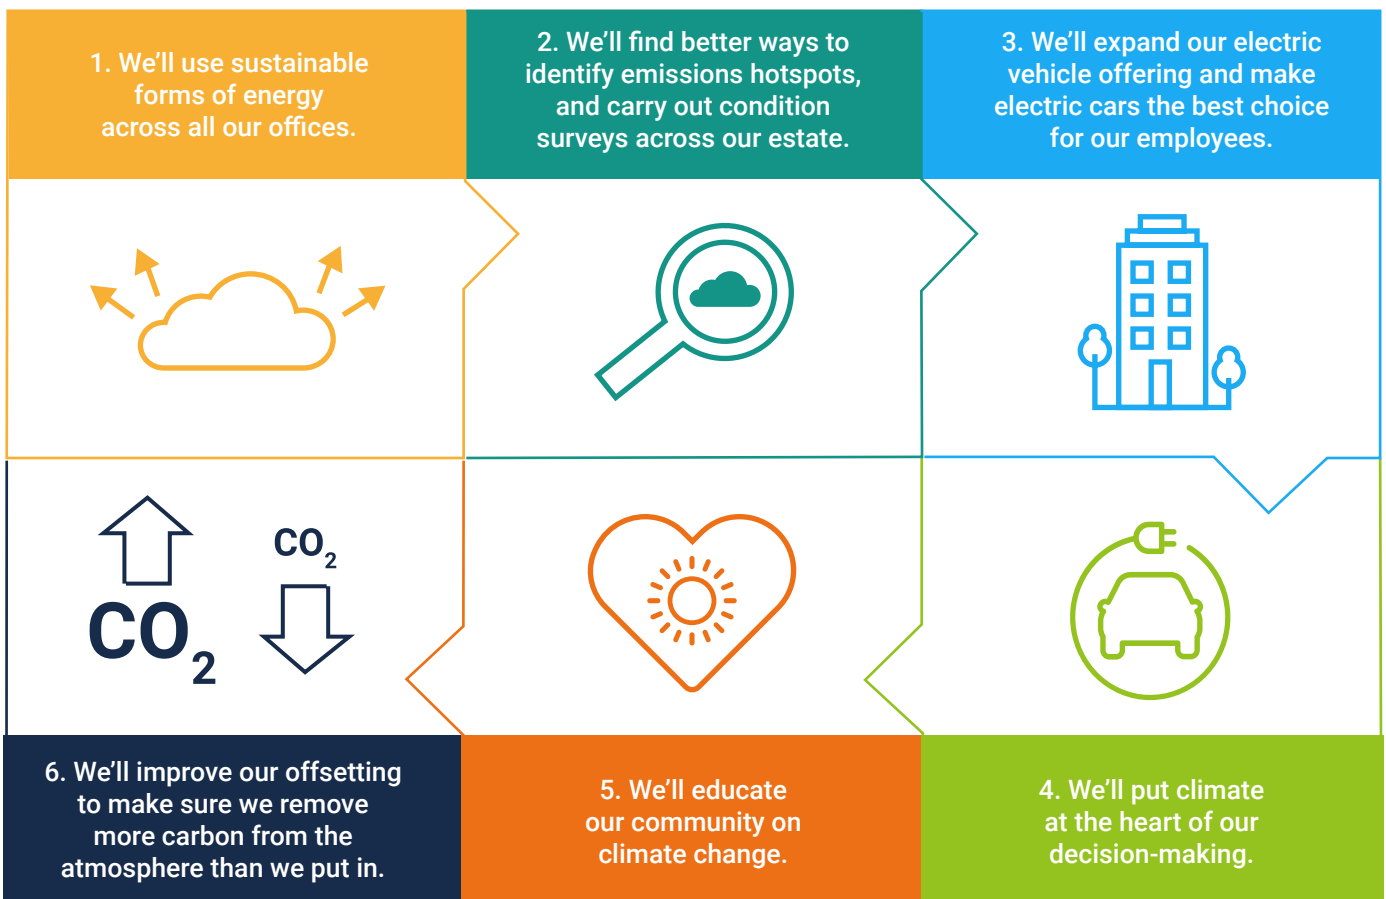 1. We’ll use sustainable
forms of energy
across all our offices.
2. We’ll find better ways to
identify emissions hotspots,
and carry out condition
surveys across our estate.
3. We’ll expand our electric
vehicle offering and make
electric cars the best choice
for our employees.
CO₂
CO₂
6. We’ll improve our offsetting
to make sure we remove
more carbon from the
atmosphere than we put in.
5. We’ll educate
our community on
climate change.
4. We’ll put climate
at the heart of our
decision-making.